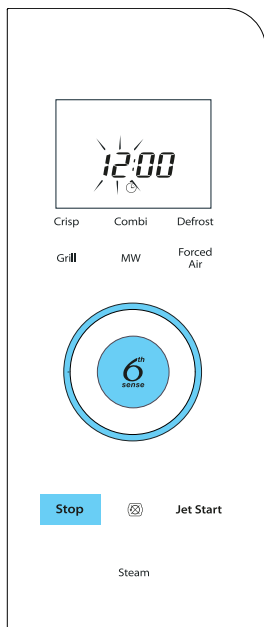 12:00
Crisp Combi Defrost
Grill MW Forced Air
6th
sense
Stop Jet Start
Steam